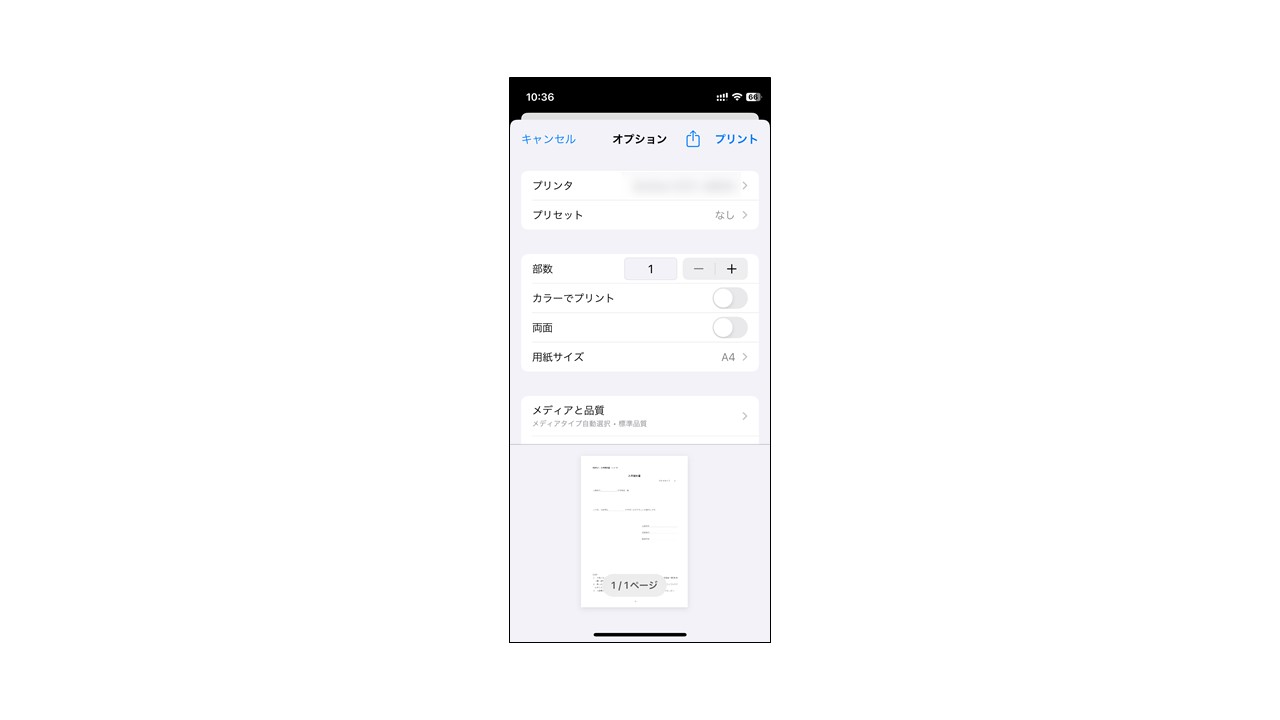 10:36
66
キャンセル オプション プリント
プリンタ
プリセット なし
部数 1 − +
カラーでプリント
両面
用紙サイズ A4
メディアと品質
メディアタイプ自動選択・標準品質
1/1ページ